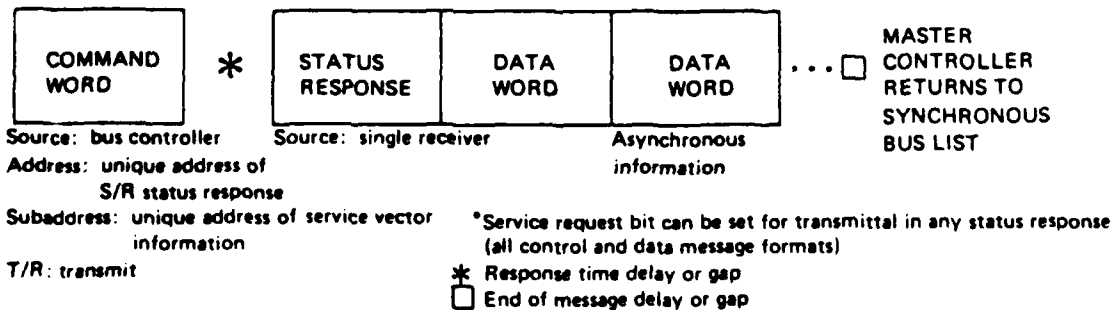 COMMAND WORD
*
STATUS RESPONSE
DATA WORD
DATA WORD
...
MASTER
CONTROLLER
RETURNS TO
SYNCHRONOUS
BUS LIST
Source: bus controller
Address: unique address of
S/R status response
Subaddress: unique address of service vector
information
T/R: transmit
Source: single receiver
Asynchronous
information
*Service request bit can be set for transmittal in any status response
(all control and data message formats)
* Response time delay or gap
□ End of message delay or gap